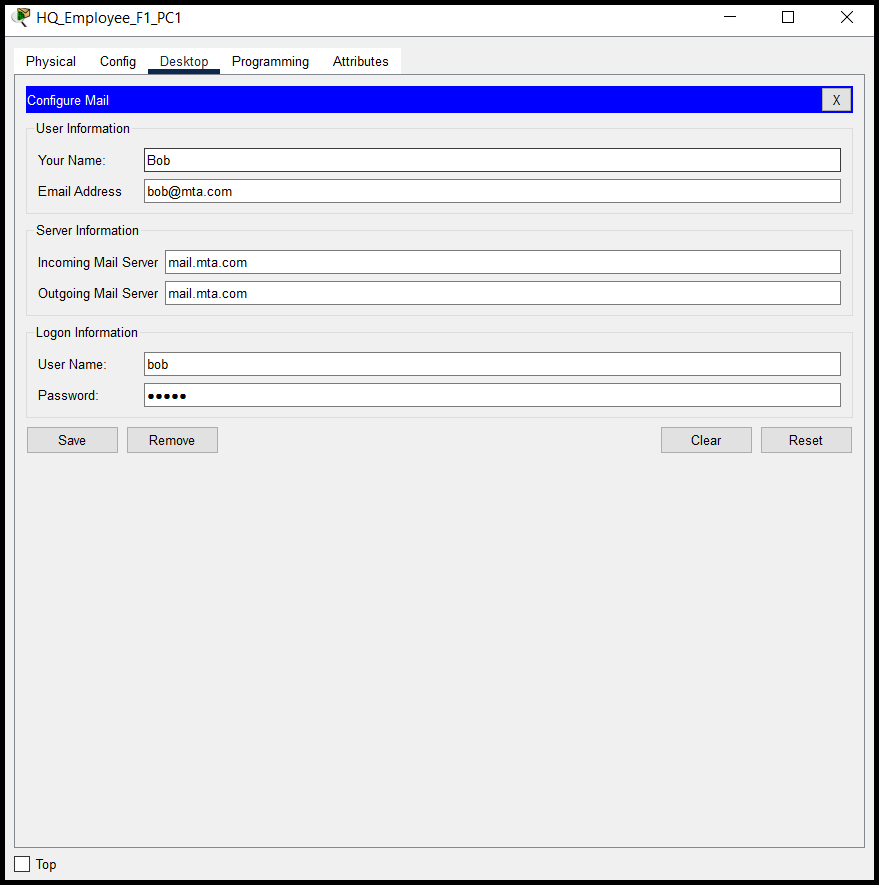 HQ_Employee_F1_PC1
Physical Config Desktop Programming Attributes
Configure Mail X
User Information
Your Name: Bob
Email Address bob@mta.com
Server Information
Incoming Mail Server mail.mta.com
Outgoing Mail Server mail.mta.com
Logon Information
User Name: bob
Password: ●●●●●
Save Remove Clear Reset
Top